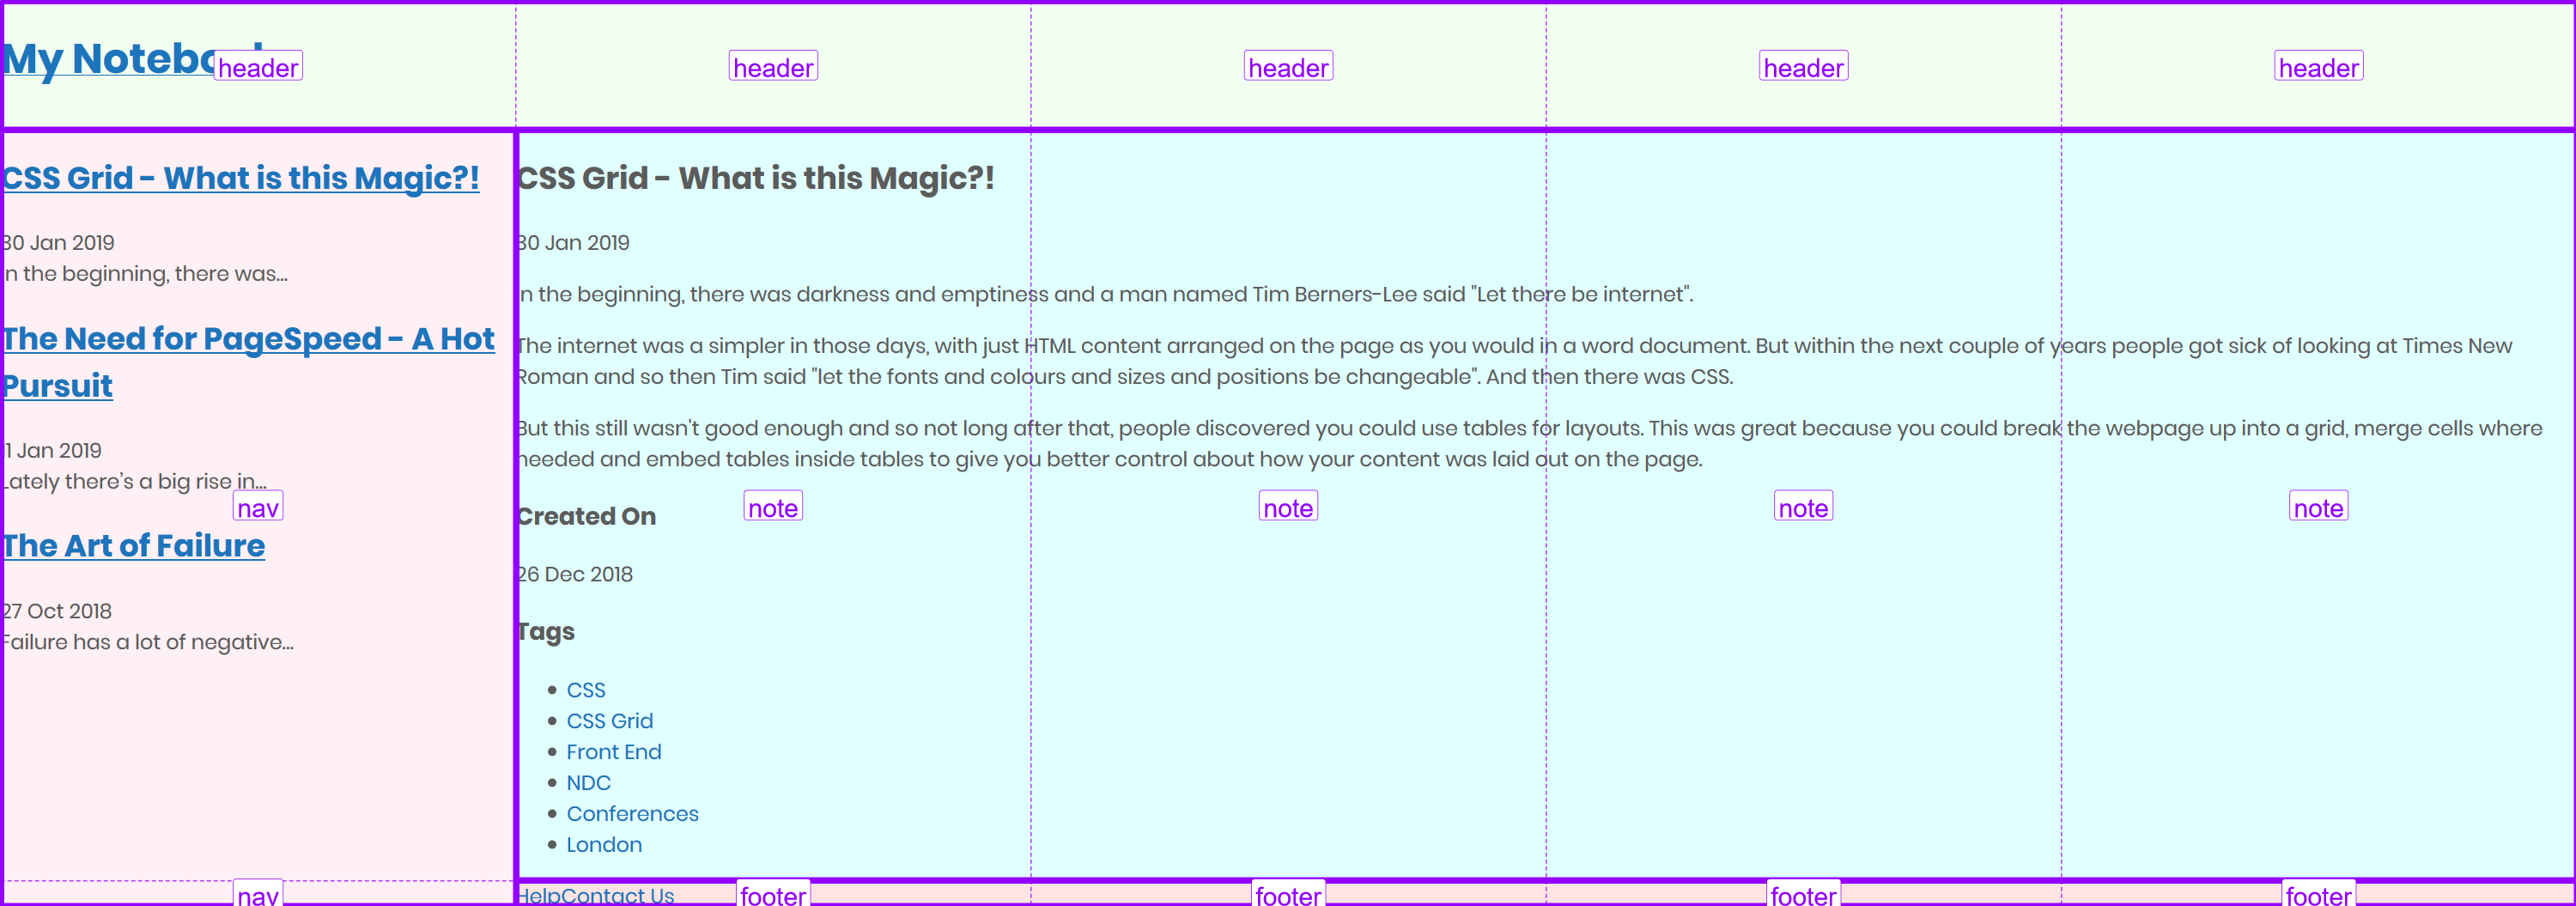 My Notebook
header header header header header
CSS Grid - What is this Magic?!
30 Jan 2019
In the beginning, there was...
The Need for PageSpeed - A Hot
Pursuit
11 Jan 2019
Lately there's a big rise in...
nav
The Art of Failure
27 Oct 2018
Failure has a lot of negative...
nav
CSS Grid - What is this Magic?!
30 Jan 2019
In the beginning, there was darkness and emptiness and a man named Tim Berners-Lee said "Let there be internet".
The internet was a simpler in those days, with just HTML content arranged on the page as you would in a word document. But within the next couple of years people got sick of looking at Times New
Roman and so then Tim said "let the fonts and colours and sizes and positions be changeable". And then there was CSS.
But this still wasn't good enough and so not long after that, people discovered you could use tables for layouts. This was great because you could break the webpage up into a grid, merge cells where
needed and embed tables inside tables to give you better control about how your content was laid out on the page.
note note note note
Created On
26 Dec 2018
Tags
CSS
CSS Grid
Front End
NDC
Conferences
London
HelpContact Us
footer footer footer footer